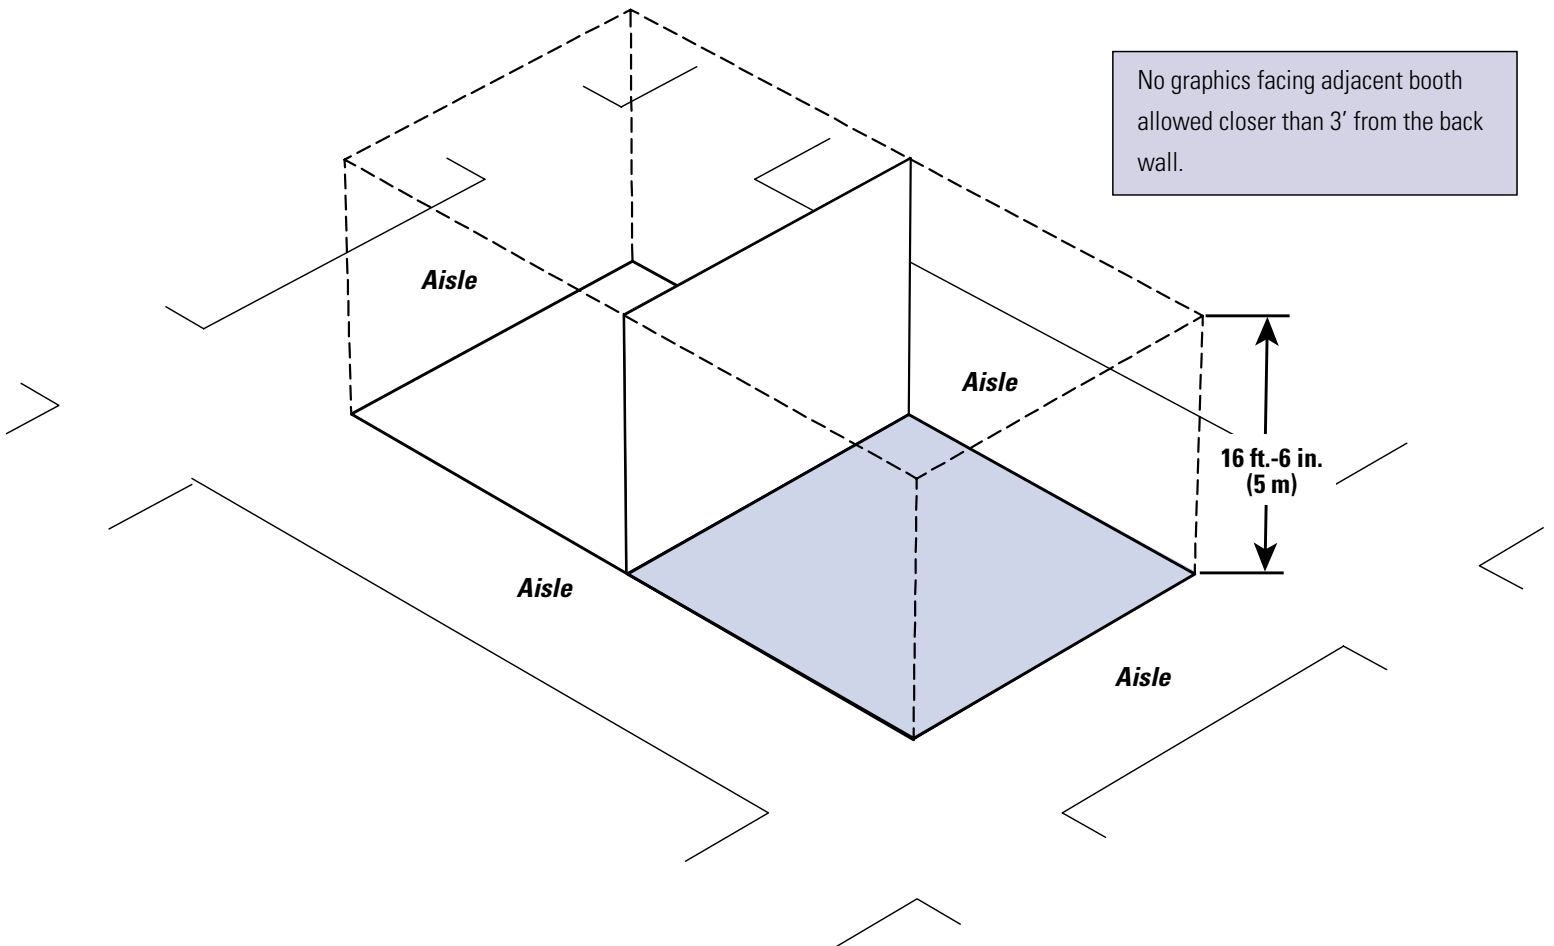 No graphics facing adjacent booth
allowed closer than 3’ from the back
wall.
Aisle
Aisle
16 ft.-6 in.
(5 m)
Aisle
Aisle